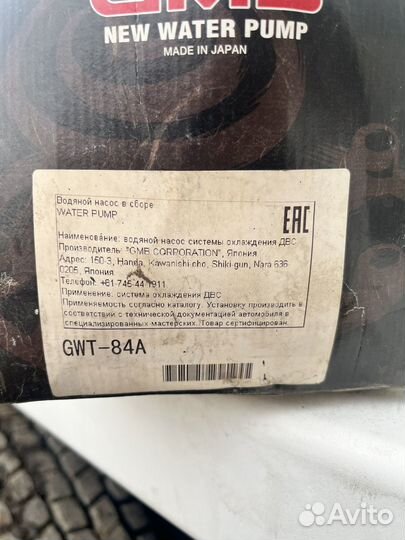 GMB
NEW WATER PUMP
MADE IN JAPAN
Водяной насос в сборе
WATER PUMP
EAC
Наименование: водяной насос системы охлаждения ДВС
Производитель: "GMB CORPORATION", Япония
Адрес: 150-3, Handa, Kawanishi-cho, Shiki-gun, Nara 636
0205, Япония
Телефон: +81-745-44-1911
Применение: система охлаждения ДВС
Применяемость согласно каталогу. Установку производить в
соответствии с технической документацией автомобиля в
специализированных мастерских. Товар сертифицирован.
GWT-84A
Avito